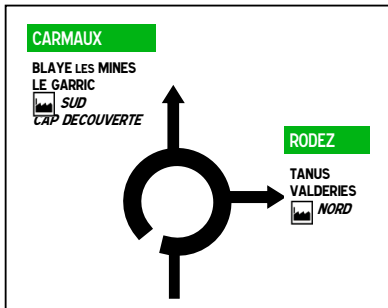 CARMAUX
BLAYE LES MINES
LE GARRIC
SUD
CAP DECOUVERTE
RODEZ
TANUS
VALDERIES
NORD